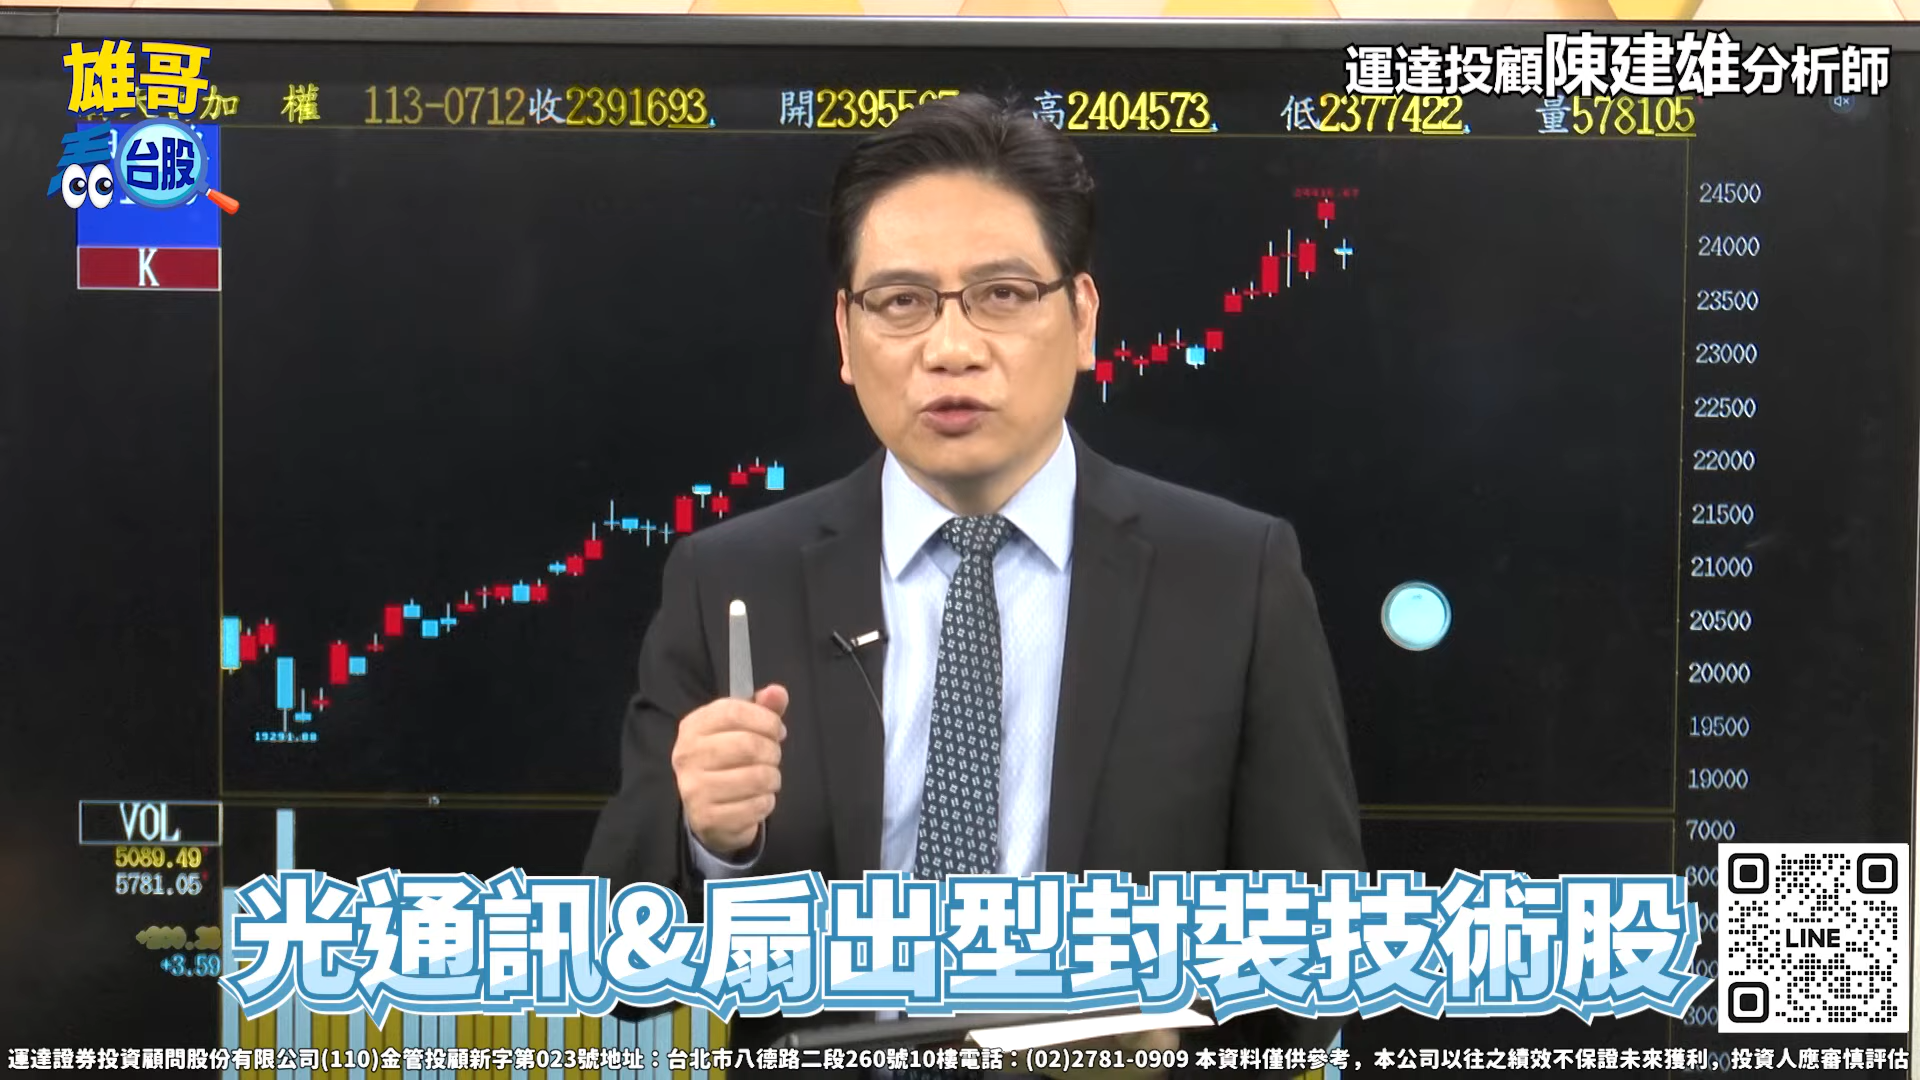 雄哥
看台股
運達投顧陳建雄分析師
加 權 113-0712收2391693 高2404573 低2377422 量578105
K
24500
24000
23500
23000
22500
22000
21500
21000
20500
20000
19500
19000
19291.88
VOL
7000
5089.49
5781.05
+3.59
光通訊&扇出型封裝技術股
LINE
運達證券投資顧問股份有限公司(110)金管投顧新字第023號地址：台北市八德路二段260號10樓電話：(02)2781-0909 本資料僅供參考，本公司以往之績效不保證未來獲利，投資人應審慎評估